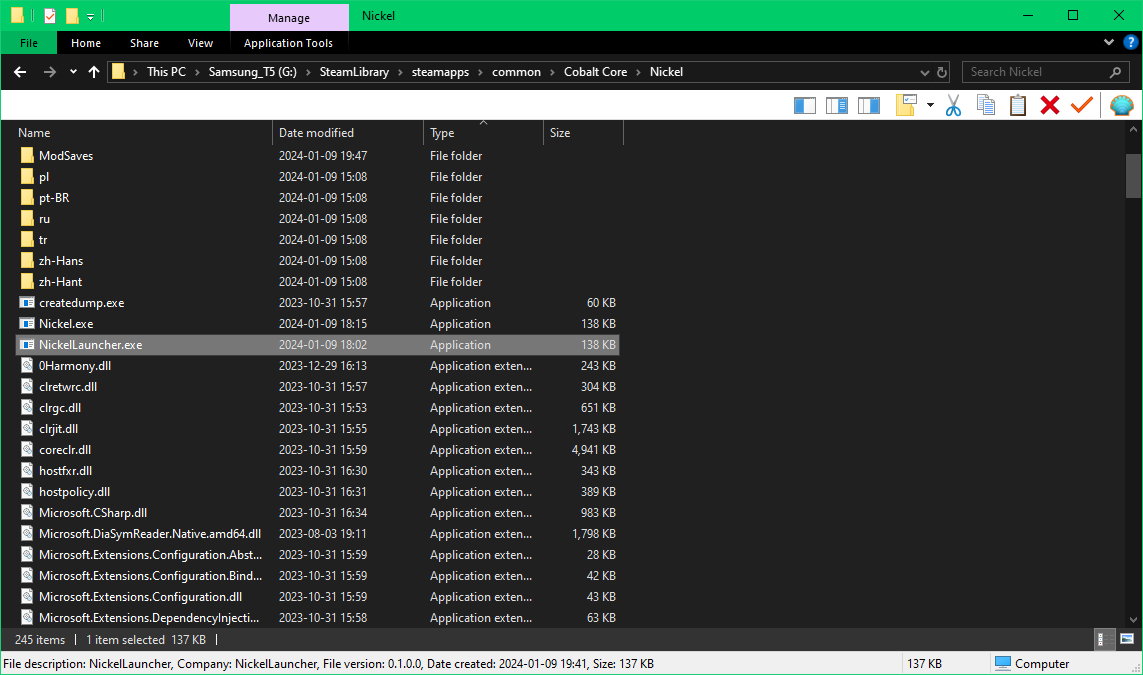 Manage Nickel
File Home Share View Application Tools
This PC Samsung_T5 (G:) SteamLibrary steamapps common Cobalt Core Nickel Search Nickel
Name Date modified Type Size
ModSaves 2024-01-09 19:47 File folder
pl 2024-01-09 15:08 File folder
pt-BR 2024-01-09 15:08 File folder
ru 2024-01-09 15:08 File folder
tr 2024-01-09 15:08 File folder
zh-Hans 2024-01-09 15:08 File folder
zh-Hant 2024-01-09 15:08 File folder
createdump.exe 2023-10-31 15:57 Application 60 KB
Nickel.exe 2024-01-09 18:15 Application 138 KB
NickelLauncher.exe 2024-01-09 18:02 Application 138 KB
0Harmony.dll 2023-12-29 16:13 Application exten... 243 KB
clretwrc.dll 2023-10-31 15:57 Application exten... 304 KB
clrgc.dll 2023-10-31 15:53 Application exten... 651 KB
clrjit.dll 2023-10-31 15:55 Application exten... 1,743 KB
coreclr.dll 2023-10-31 15:59 Application exten... 4,941 KB
hostfxr.dll 2023-10-31 16:30 Application exten... 343 KB
hostpolicy.dll 2023-10-31 16:31 Application exten... 389 KB
Microsoft.CSharp.dll 2023-10-31 16:34 Application exten... 983 KB
Microsoft.DiaSymReader.Native.amd64.dll 2023-08-03 19:11 Application exten... 1,798 KB
Microsoft.Extensions.Configuration.Abst... 2023-10-31 15:59 Application exten... 28 KB
Microsoft.Extensions.Configuration.Bind... 2023-10-31 15:59 Application exten... 42 KB
Microsoft.Extensions.Configuration.dll 2023-10-31 15:59 Application exten... 43 KB
Microsoft.Extensions.DependencyInjecti... 2023-10-31 15:58 Application exten... 63 KB
245 items 1 item selected 137 KB
File description: NickelLauncher, Company: NickelLauncher, File version: 0.1.0.0, Date created: 2024-01-09 19:41, Size: 137 KB 137 KB Computer